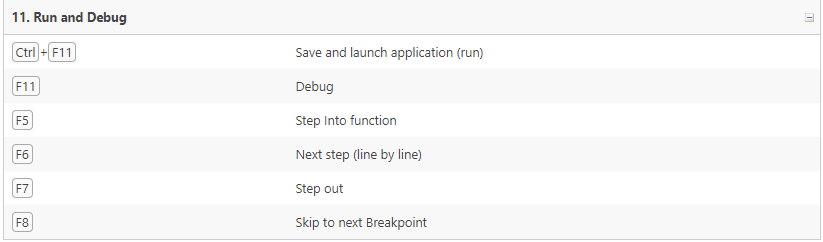 11. Run and Debug
Ctrl+F11 Save and launch application (run)
F11 Debug
F5 Step Into function
F6 Next step (line by line)
F7 Step out
F8 Skip to next Breakpoint